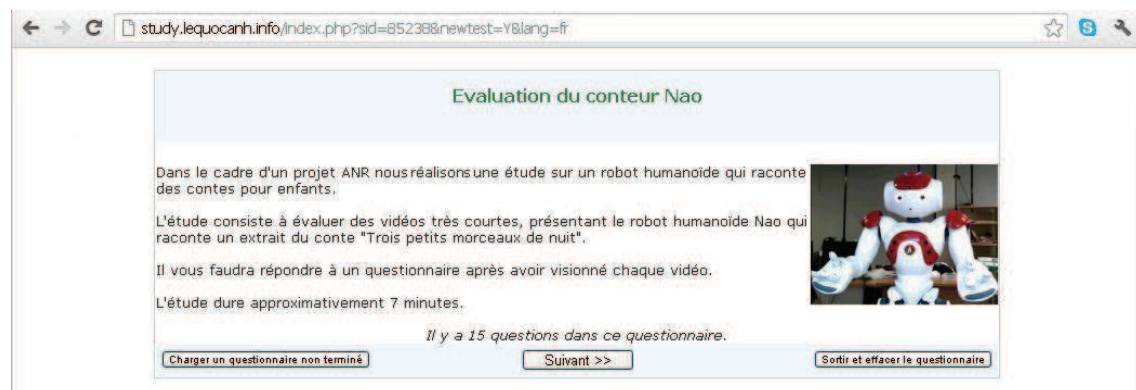 study.lequocanh.info/index.php?sid=85238&newtest=Y&lang=fr
Evaluation du conteur Nao
Dans le cadre d'un projet ANR nous réalisons une étude sur un robot humanoïde qui raconte
des contes pour enfants.
L'étude consiste à évaluer des vidéos très courtes, présentant le robot humanoïde Nao qui
raconte un extrait du conte "Trois petits morceaux de nuit".
Il vous faudra répondre à un questionnaire après avoir visionné chaque vidéo.
L'étude dure approximativement 7 minutes.
Il y a 15 questions dans ce questionnaire.
Charger un questionnaire non terminé
Suivant >>
Sortir et effacer le questionnaire